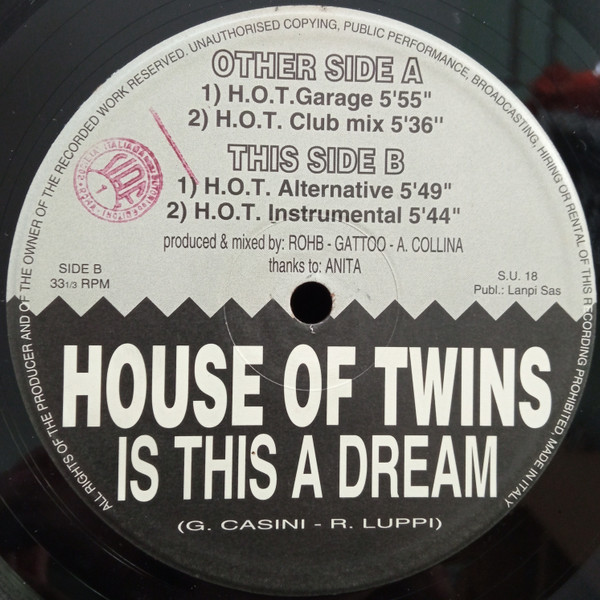 ALL RIGHTS OF THE PRODUCER AND OF THE OWNER OF THE RECORDED WORK RESERVED. UNAUTHORISED COPYING, PUBLIC PERFORMANCE, BROADCASTING, HIRING OR RENTAL OF THIS RECORDING PROHIBITED. MADE IN ITALY
OTHER SIDE A
1) H.O.T.Garage 5'55"
2) H.O.T. Club mix 5'36"
THIS SIDE B
1) H.O.T. Alternative 5'49"
2) H.O.T. Instrumental 5'44"
produced & mixed by: ROHB - GATTOO - A. COLLINA
thanks to: ANITA
SIDE B
33 1/3 RPM
S.U. 18
Publ.: Lanpi Sas
HOUSE OF TWINS
IS THIS A DREAM
(G. CASINI - R. LUPPI)